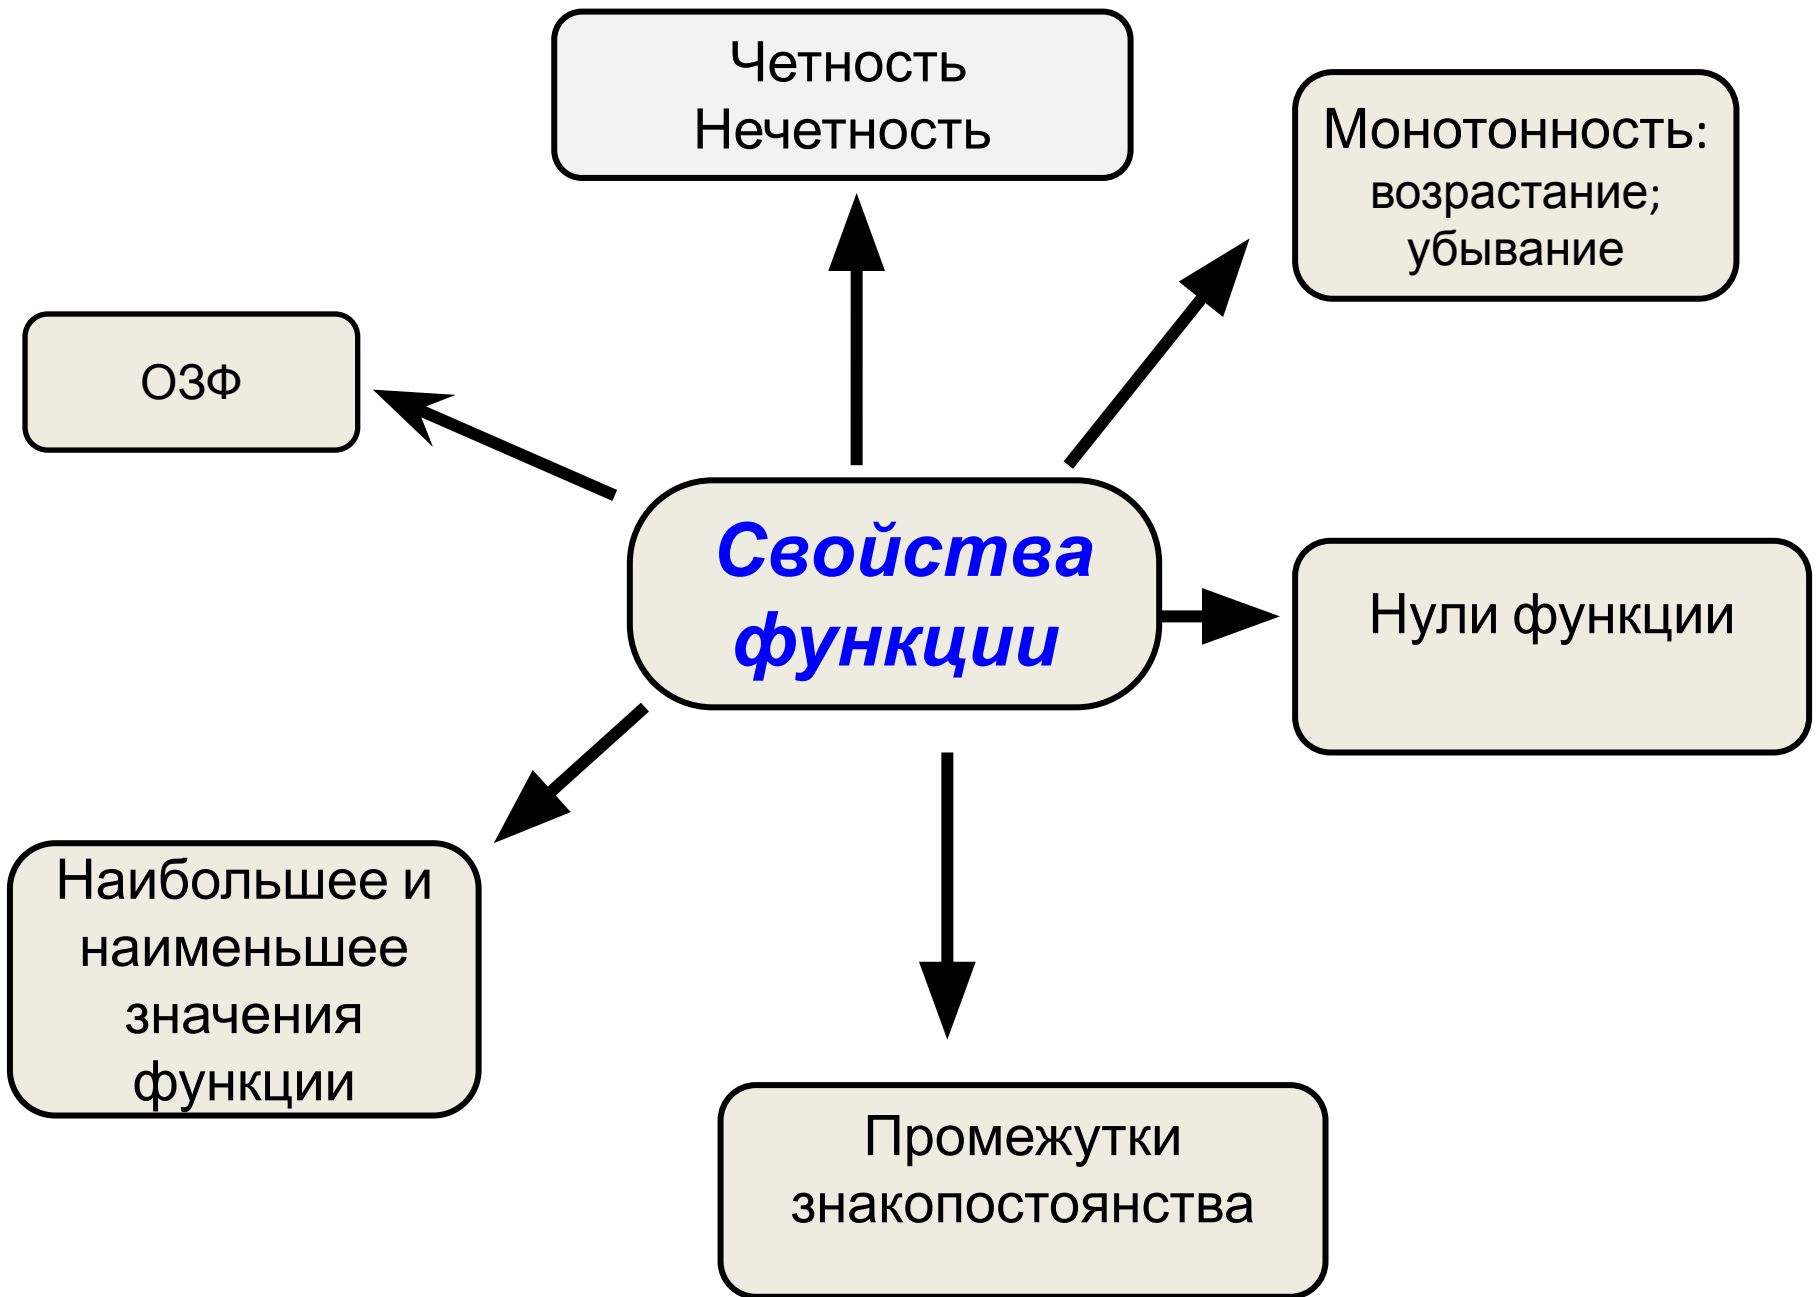 Четность
Нечетность
Монотонность:
возрастание;
убывание
ОЗФ
Свойства
функции
Нули функции
Наибольшее и
наименьшее
значения
функции
Промежутки
знакопостоянства